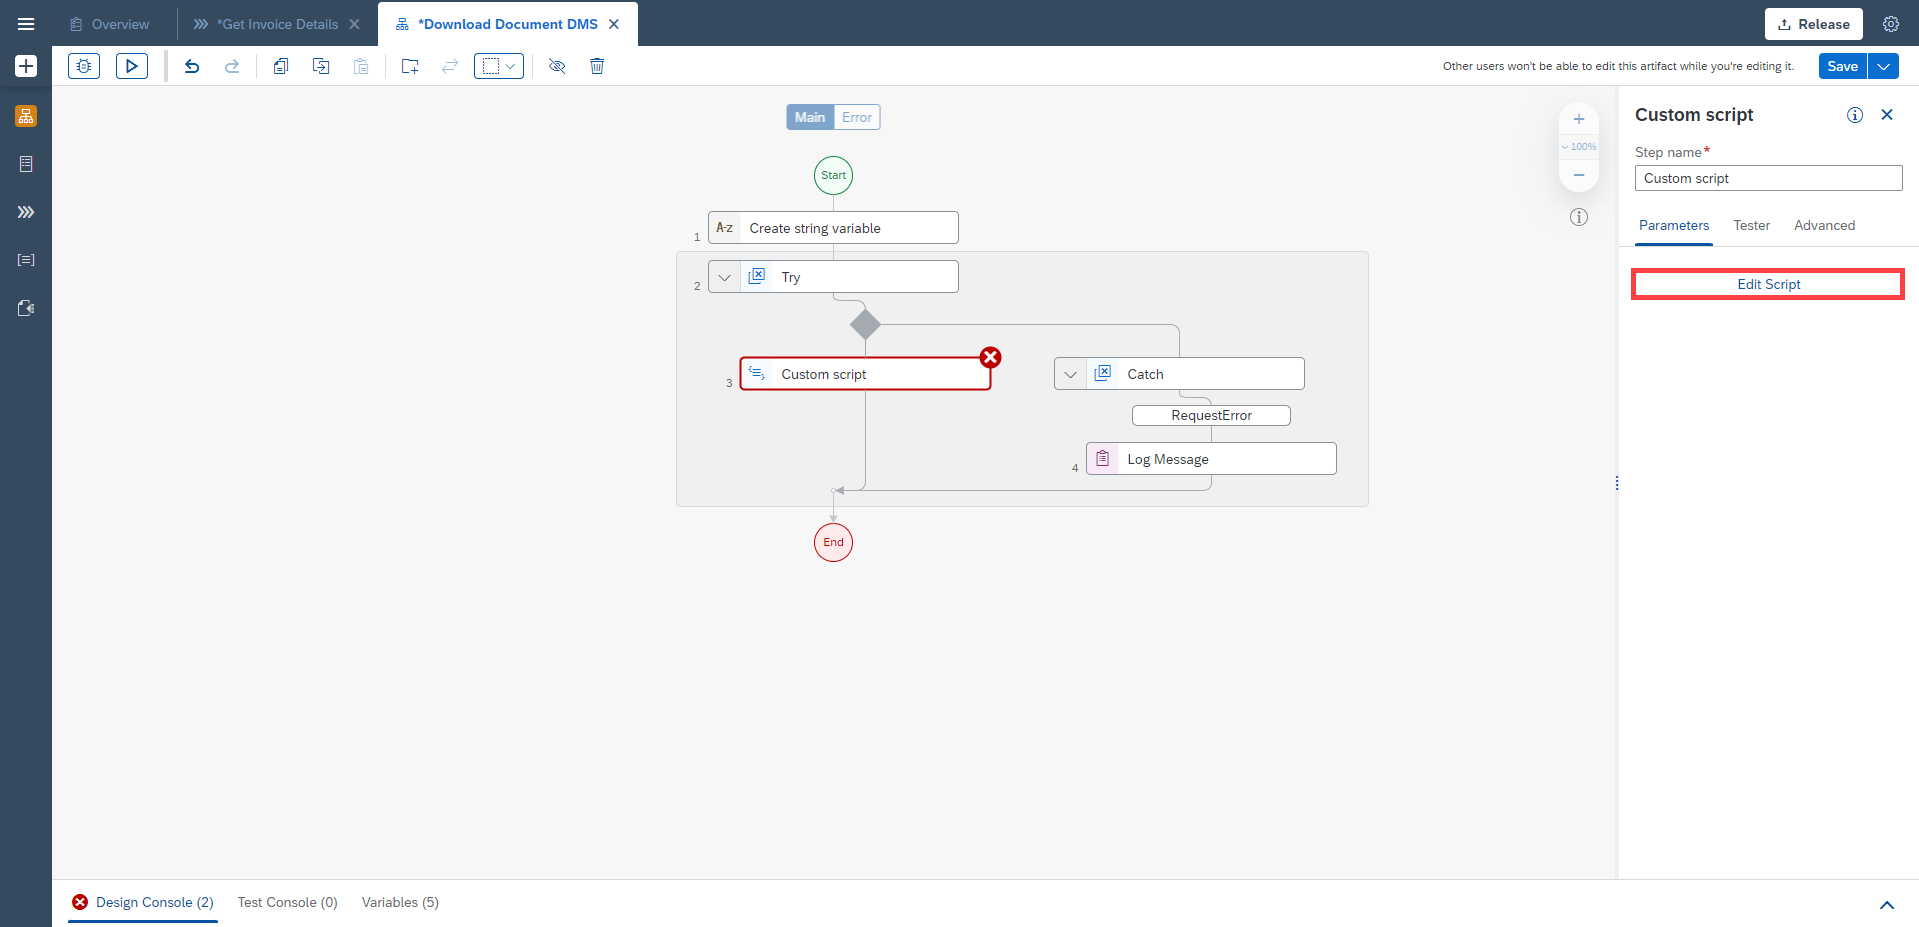 Overview
*Get Invoice Details
*Download Document DMS
Release
Other users won't be able to edit this artifact while you're editing it.
Save
Main
Error
100%
Start
1
A-z
Create string variable
2
Try
3
Custom script
Catch
RequestError
4
Log Message
End
Custom script
Step name*
Custom script
Parameters
Tester
Advanced
Edit Script
Design Console (2)
Test Console (0)
Variables (5)